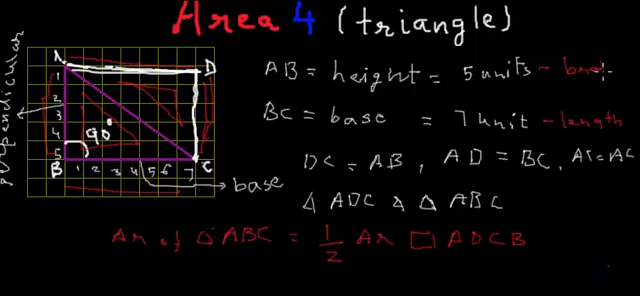 Area 4 (triangle)
A D
AB = height = 5 units -
1
2
3
4
5
90°
perpendicular
BC = base = 7 unit - length
B 1 2 3 4 5 6 7 C
base
DC = AB, AD = BC, AC = AC
Δ ADC Δ ABC
Ar of Δ ABC = 1/2 Ar □ ADCB